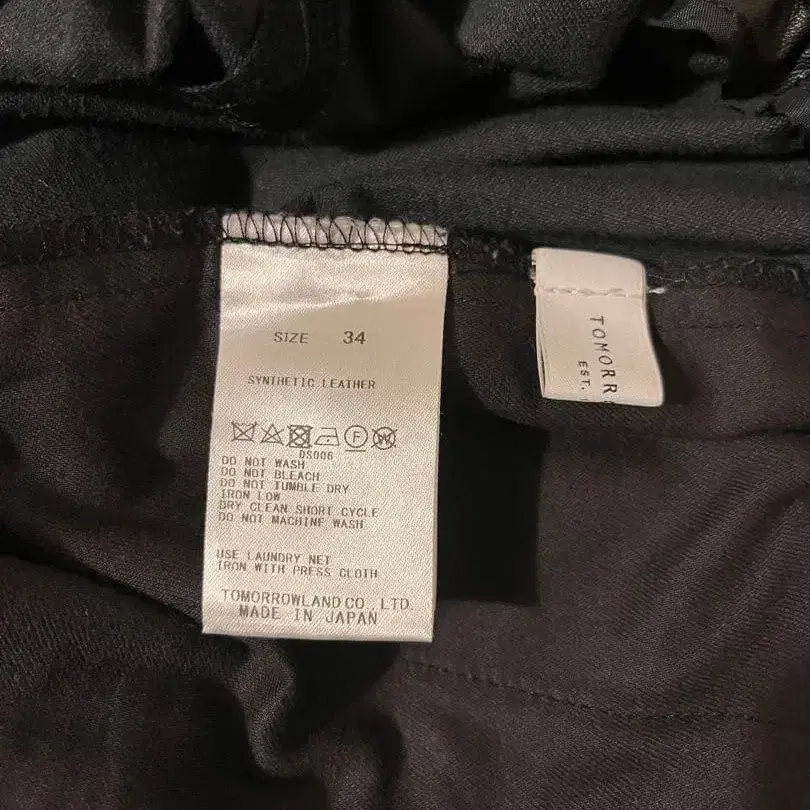 SIZE 34
SYNTHETIC LEATHER
F W
DS006
DO NOT WASH
DO NOT BLEACH
DO NOT TUMBLE DRY
IRON LOW
DRY CLEAN SHORT CYCLE
DO NOT MACHINE WASH
USE LAUNDRY NET
IRON WITH PRESS CLOTH
TOMORROWLAND CO., LTD.
MADE IN JAPAN
TOMORR
EST.